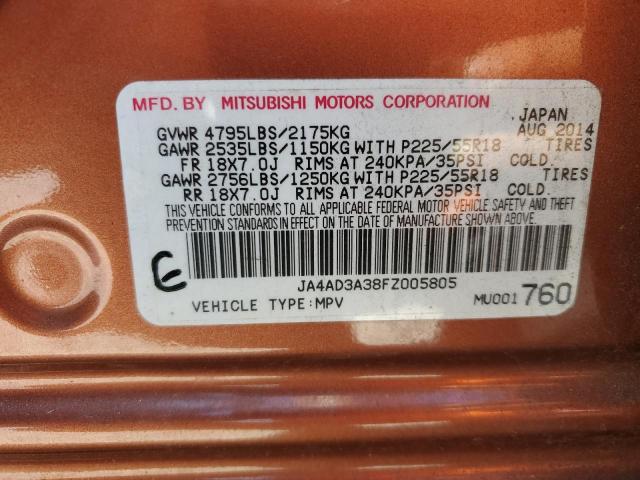 MFD. BY MITSUBISHI MOTORS CORPORATION
JAPAN
GVWR 4795LBS/2175KG AUG 2014
GAWR 2535LBS/1150KG WITH P225/55R18 TIRES
FR 18X7.0J RIMS AT 240KPA/35PSI COLD.
GAWR 2756LBS/1250KG WITH P225/55R18 TIRES
RR 18X7.0J RIMS AT 240KPA/35PSI COLD.
THIS VEHICLE CONFORMS TO ALL APPLICABLE FEDERAL MOTOR VEHICLE SAFETY AND THEFT
PREVENTION STANDARDS IN EFFECT ON THE DATE OF MANUFACTURE SHOWN ABOVE.
JA4AD3A38FZ005805
VEHICLE TYPE:MPV MU001 760